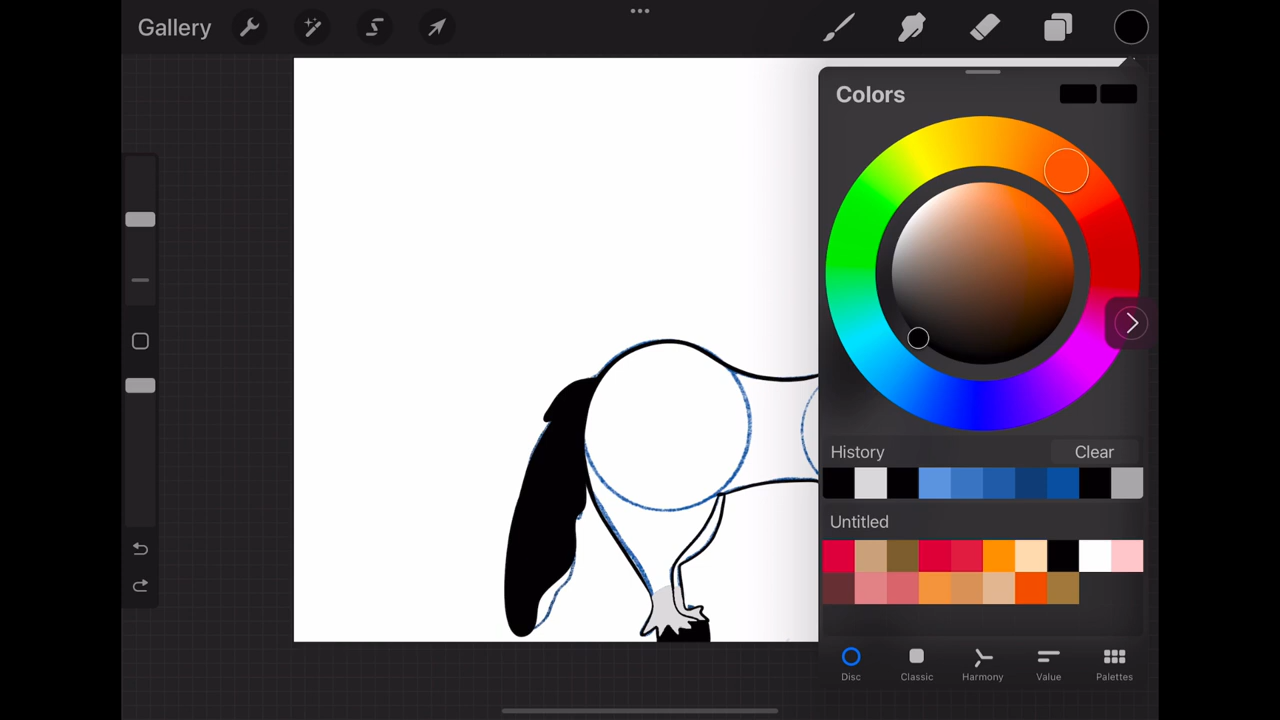 Gallery
Colors
History Clear
Untitled
Disc Classic Harmony Value Palettes